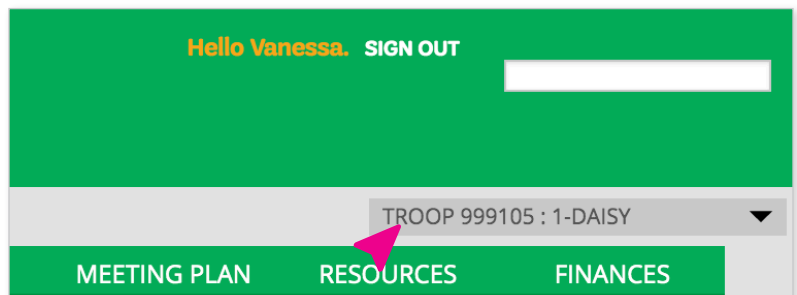 Hello Vanessa. SIGN OUT
TROOP 999105 : 1-DAISY
MEETING PLAN RESOURCES FINANCES